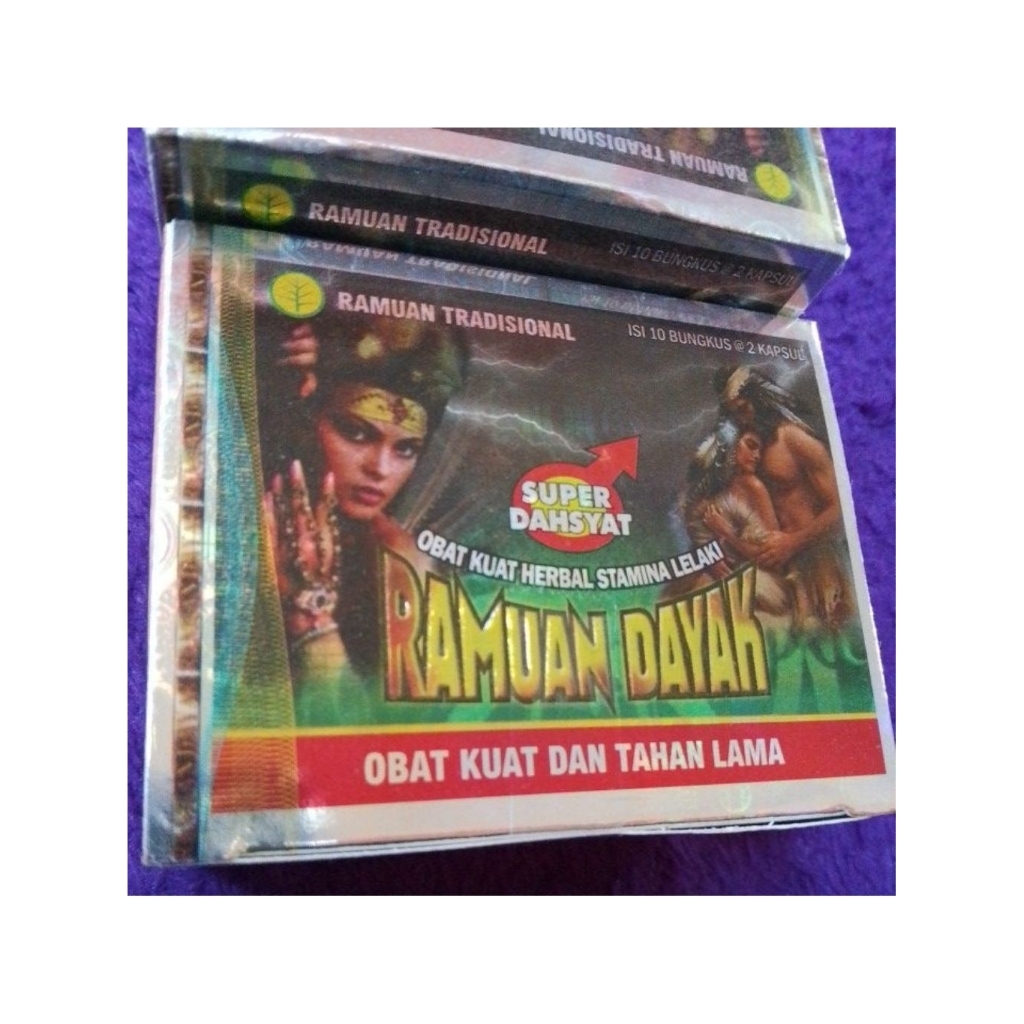 RAMUAN TRADISIONAL
RAMUAN TRADISIONAL
ISI 10 BUNGKUS @ 2 KAPSUL
RAMUAN TRADISIONAL
ISI 10 BUNGKUS @ 2 KAPSUL
SUPER
DAHSYAT
OBAT KUAT HERBAL STAMINA LELAKI
RAMUAN DAYAK
OBAT KUAT DAN TAHAN LAMA